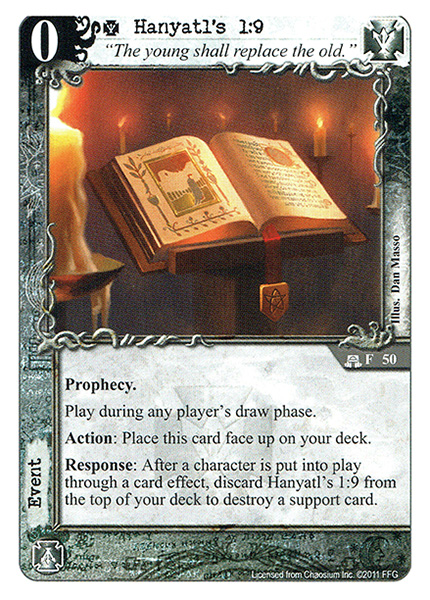 0
Hanyatl's 1:9
"The young shall replace the old."
Illus. Dan Masso
F 50
Prophecy.
Play during any player's draw phase.
Action: Place this card face up on your deck.
Response: After a character is put into play
through a card effect, discard Hanyatl's 1:9 from
the top of your deck to destroy a support card.
Event
Licensed from Chaosium Inc. ©2011 FFG